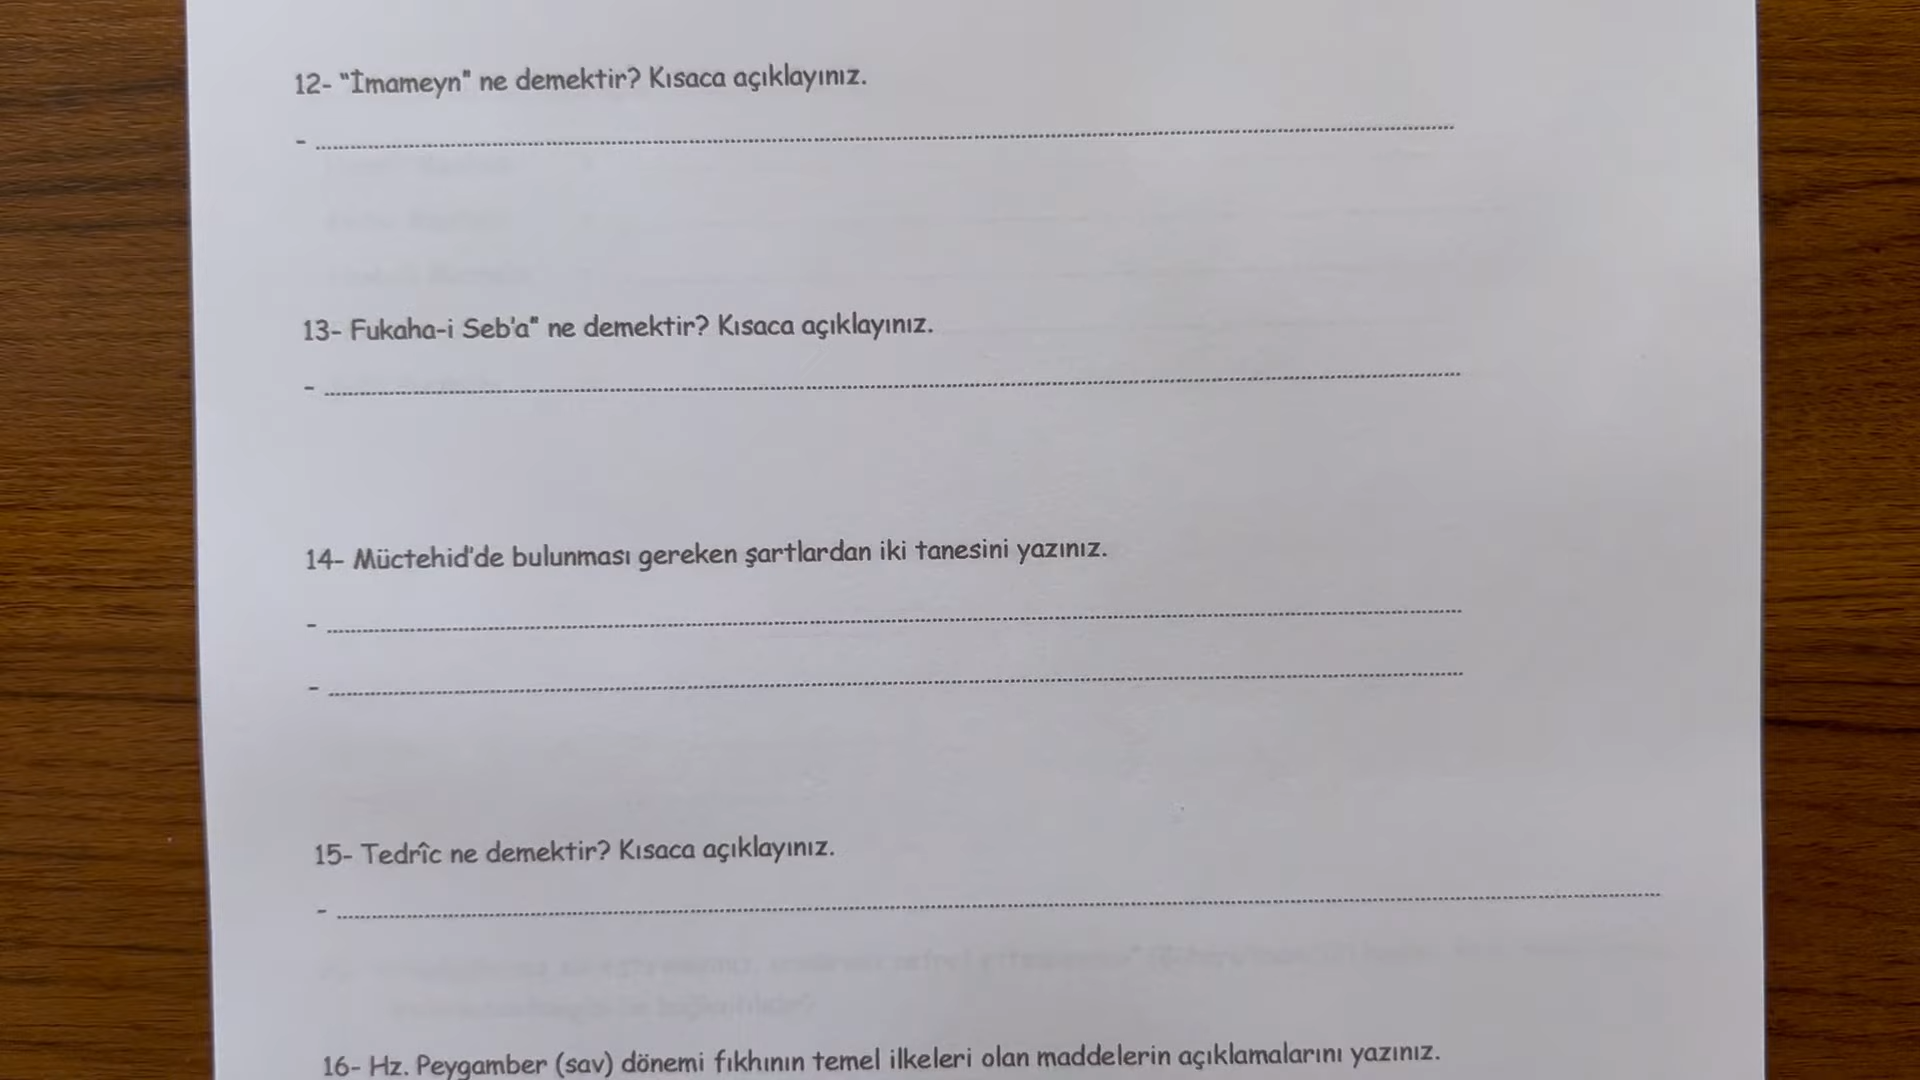 12- "İmameyn" ne demektir? Kısaca açıklayınız.
- ........................................................................
13- Fukaha-i Seb'a" ne demektir? Kısaca açıklayınız.
- ........................................................................
14- Müctehid'de bulunması gereken şartlardan iki tanesini yazınız.
- ........................................................................
- ........................................................................
15- Tedrîc ne demektir? Kısaca açıklayınız.
- ........................................................................
16- Hz. Peygamber (sav) dönemi fıkhının temel ilkeleri olan maddelerin açıklamalarını yazınız.